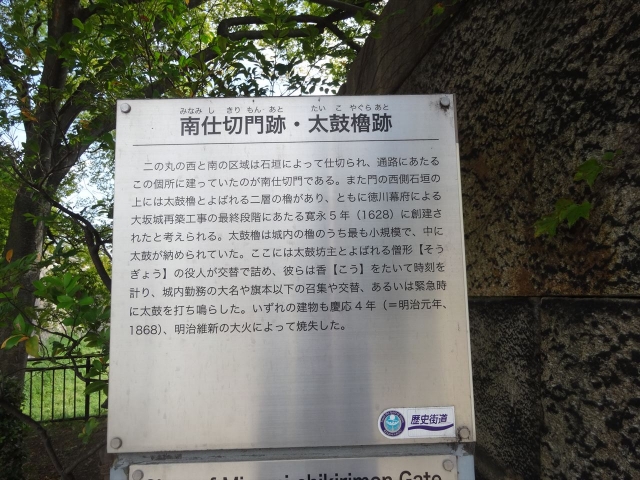 みなみ し きり もん・あと たい こ やぐら あと
南仕切門跡・太鼓櫓跡
二の丸の西と南の区域は石垣によって仕切られ、通路にあたる
この個所に建っていたのが南仕切門である。また門の西側石垣の
上には太鼓櫓とよばれる二層の櫓があり、ともに徳川幕府による
大坂城再築工事の最終段階にあたる寛永5年（1628）に創建さ
れたと考えられる。太鼓櫓は城内の櫓のうち最も小規模で、中に
太鼓が納められていた。ここには太鼓坊主とよばれる僧形【そう
ぎょう】の役人が交替で詰め、彼らは香【こう】をたいて時刻を
計り、城内勤務の大名や旗本以下の召集や交替、あるいは緊急時
に太鼓を打ち鳴らした。いずれの建物も慶応4年（＝明治元年、
1868）、明治維新の大火によって焼失した。
歴史街道